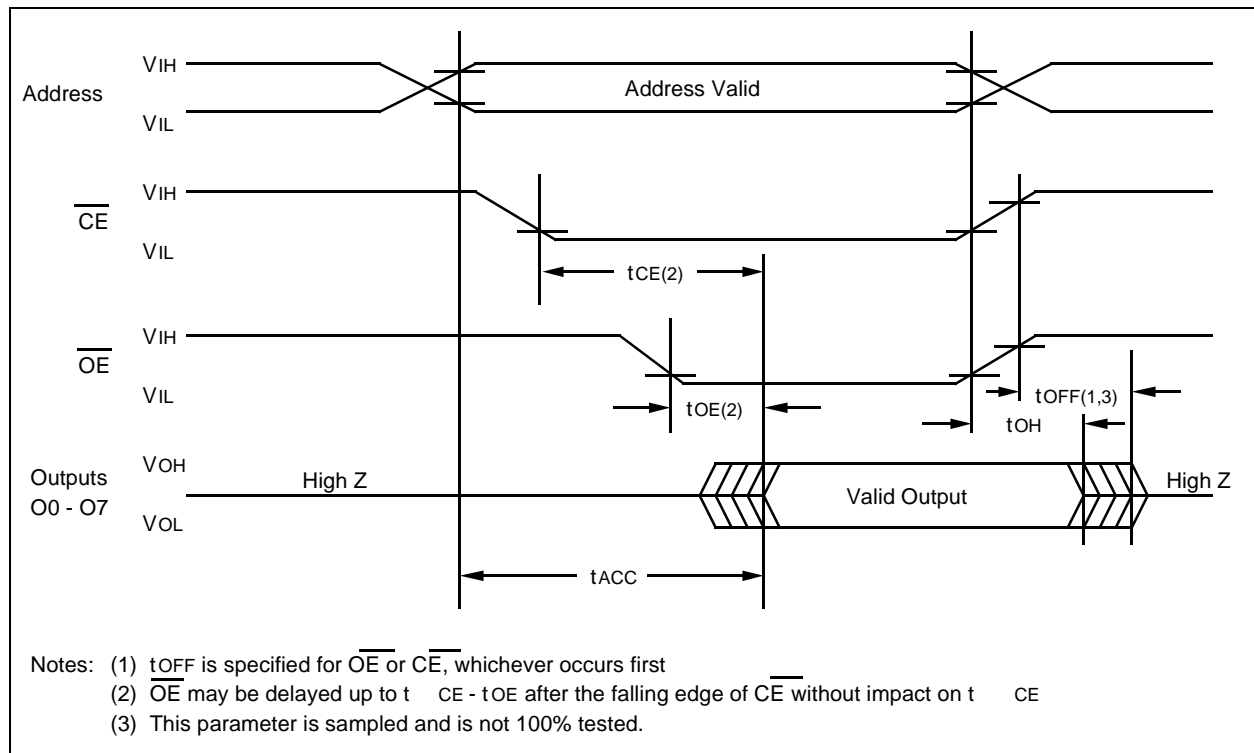 Address
VIH
VIL
Address Valid
CE
VIH
VIL
tCE(2)
OE
VIH
VIL
tOE(2)
tOFF(1,3)
tOH
Outputs
O0 - O7
VOH
VOL
High Z
Valid Output
High Z
tACC
Notes: (1) tOFF is specified for OE or CE, whichever occurs first
(2) OE may be delayed up to t CE - tOE after the falling edge of CE without impact on t CE
(3) This parameter is sampled and is not 100% tested.